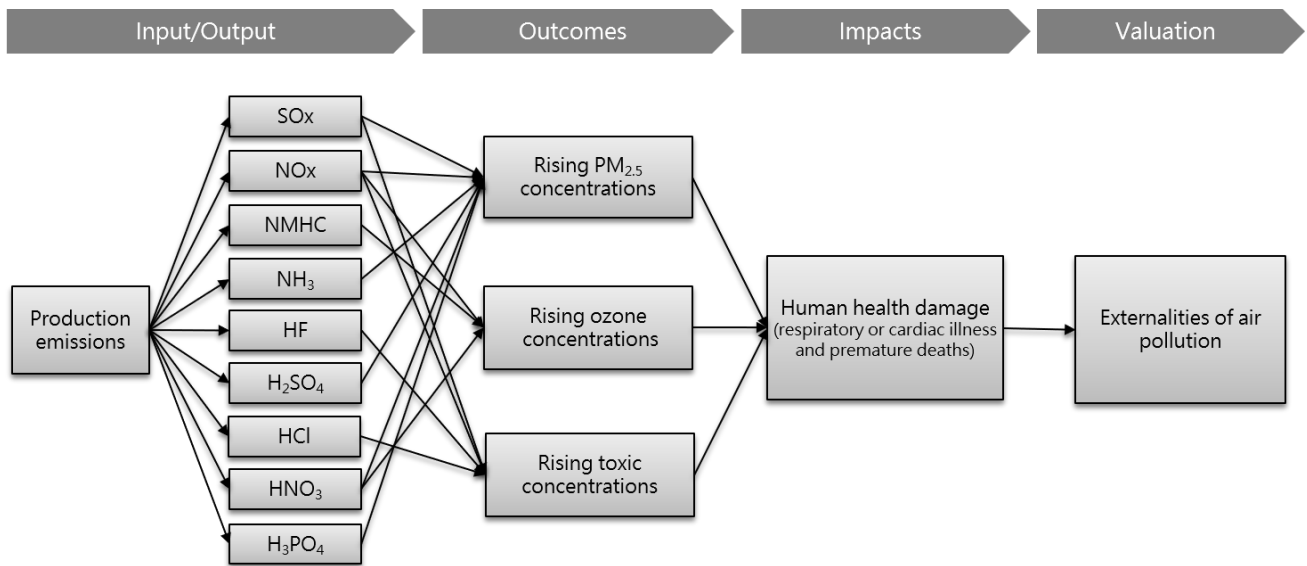 Input/Output
Outcomes
Impacts
Valuation
Production
emissions
SOx
NOx
NMHC
NH₃
HF
H₂SO₄
HCl
HNO₃
H₃PO₄
Rising PM₂.₅
concentrations
Rising ozone
concentrations
Rising toxic
concentrations
Human health damage
(respiratory or cardiac illness
and premature deaths)
Externalities of air
pollution